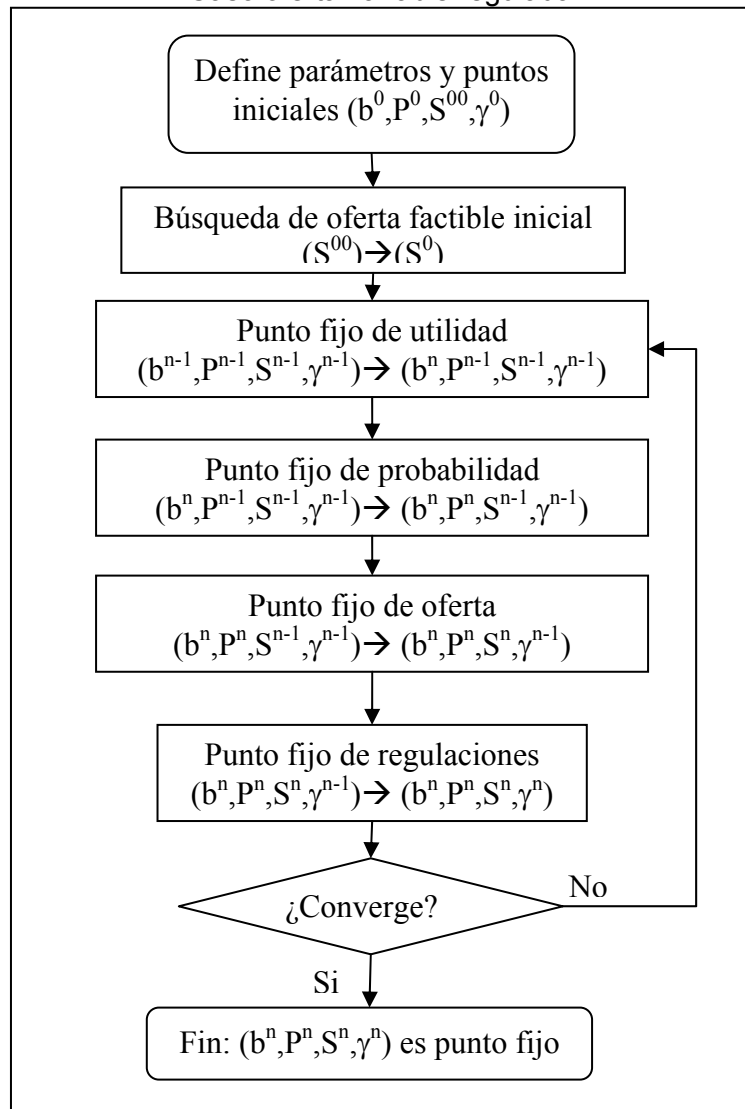 Define parámetros y puntos
iniciales (b⁰,P⁰,S⁰⁰,γ⁰)
Búsqueda de oferta factible inicial
(S⁰⁰)→(S⁰)
Punto fijo de utilidad
(bⁿ⁻¹,Pⁿ⁻¹,Sⁿ⁻¹,γⁿ⁻¹)→ (bⁿ,Pⁿ⁻¹,Sⁿ⁻¹,γⁿ⁻¹)
Punto fijo de probabilidad
(bⁿ,Pⁿ⁻¹,Sⁿ⁻¹,γⁿ⁻¹)→ (bⁿ,Pⁿ,Sⁿ⁻¹,γⁿ⁻¹)
Punto fijo de oferta
(bⁿ,Pⁿ,Sⁿ⁻¹,γⁿ⁻¹)→ (bⁿ,Pⁿ,Sⁿ,γⁿ⁻¹)
Punto fijo de regulaciones
(bⁿ,Pⁿ,Sⁿ,γⁿ⁻¹)→ (bⁿ,Pⁿ,Sⁿ,γⁿ)
¿Converge?
No
Si
Fin: (bⁿ,Pⁿ,Sⁿ,γⁿ) es punto fijo